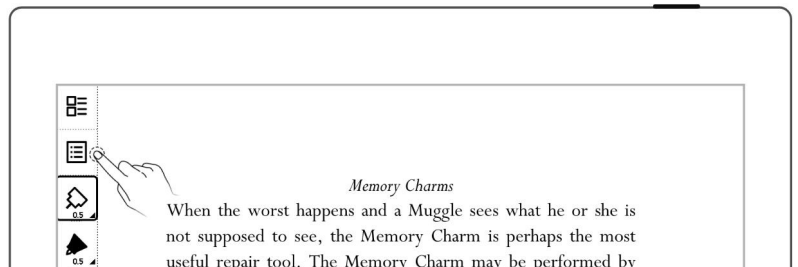 0.5
0.5
Memory Charms
When the worst happens and a Muggle sees what he or she is
not supposed to see, the Memory Charm is perhaps the most
useful repair tool. The Memory Charm may be performed by